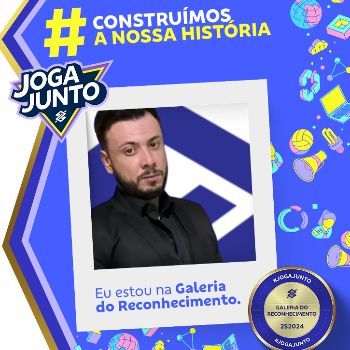 #CONSTRUÍMOS
A NOSSA HISTÓRIA
JOGA
JUNTO
Eu estou na Galeria
do Reconhecimento.
#JOGAJUNTO
GALERIA DO
RECONHECIMENTO
2S2024
#JOGAJUNTO